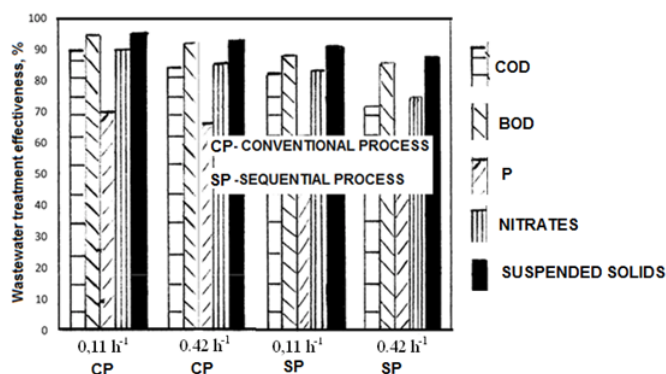 Wastewater treatment effectiveness, %
100
90
80
70
60
50
40
30
20
10
0
CP- CONVENTIONAL PROCESS
SP -SEQUENTIAL PROCESS
0,11 h-1
0.42 h-1
0,11 h-1
0.42 h-1
CP
CP
SP
SP
COD
BOD
P
NITRATES
SUSPENDED SOLIDS